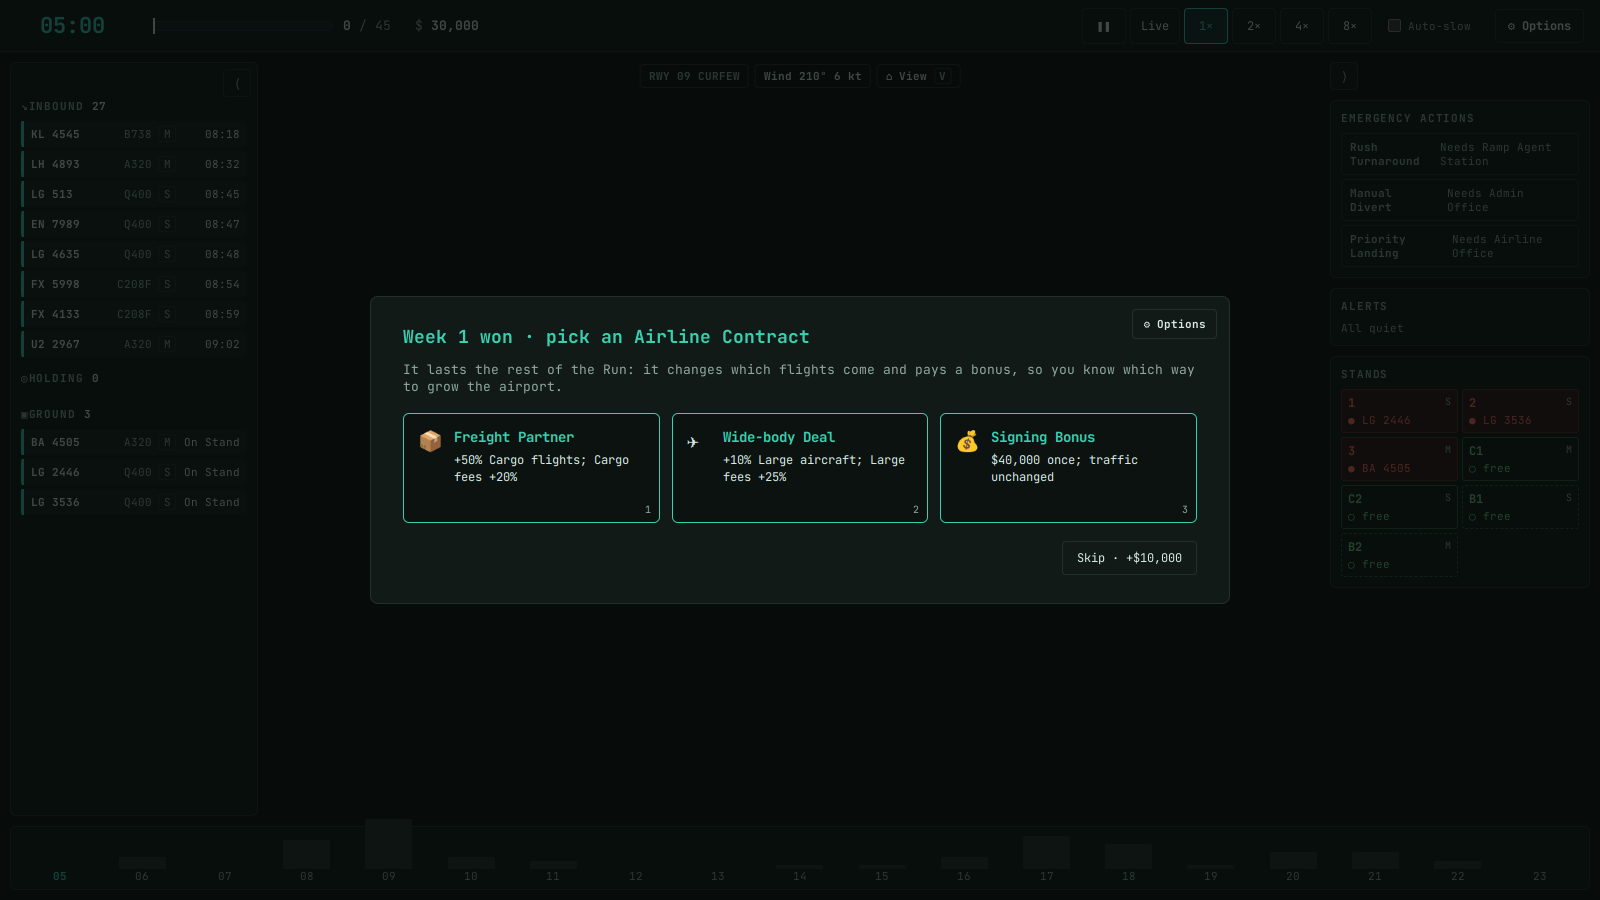 05:00
0 / 45
$ 30,000
Live
1×
2×
4×
8×
Auto-slow
⚙ Options
RWY 09 CURFEW
Wind 210° 6 kt
⌂ View V
⟨
⟩
↘INBOUND 27
KL 4545 B738 M 08:18
LH 4893 A320 M 08:32
LG 513 Q400 S 08:45
EN 7989 Q400 S 08:47
LG 4635 Q400 S 08:48
FX 5998 C208F S 08:54
FX 4133 C208F S 08:59
U2 2967 A320 M 09:02
◎HOLDING 0
▣GROUND 3
BA 4505 A320 M On Stand
LG 2446 Q400 S On Stand
LG 3536 Q400 S On Stand
⚙ Options
Week 1 won · pick an Airline Contract
It lasts the rest of the Run: it changes which flights come and pays a bonus, so you know which way
to grow the airport.
Freight Partner
+50% Cargo flights; Cargo
fees +20%
1
Wide-body Deal
+10% Large aircraft; Large
fees +25%
2
Signing Bonus
$40,000 once; traffic
unchanged
3
Skip · +$10,000
EMERGENCY ACTIONS
Rush
Turnaround
Needs Ramp Agent
Station
Manual
Divert
Needs Admin
Office
Priority
Landing
Needs Airline
Office
ALERTS
All quiet
STANDS
1 S
● LG 2446
2 S
● LG 3536
3 M
● BA 4505
C1 M
○ free
C2 S
○ free
B1 S
○ free
B2 M
○ free
05 06 07 08 09 10 11 12 13 14 15 16 17 18 19 20 21 22 23